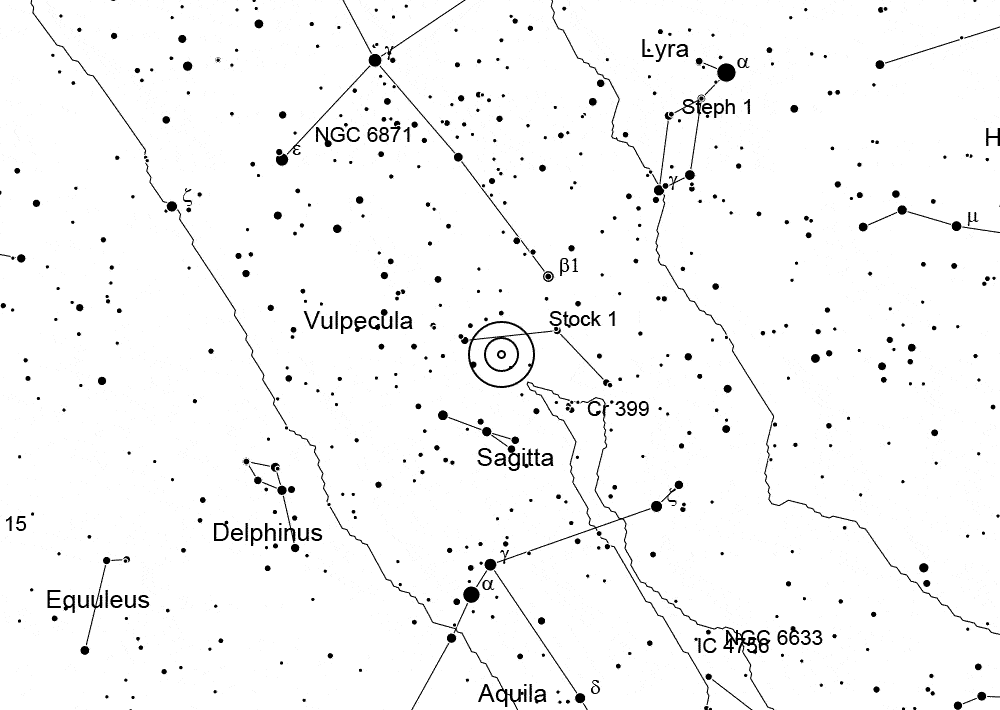 γ
Lyra
α
Steph 1
NGC 6871
H
ε
γ
ζ
μ
β1
Vulpecula
Stock 1
Cr 399
Sagitta
ζ
15
Delphinus
γ
α
Equuleus
NGC 6633
IC 4756
Aquila
δ